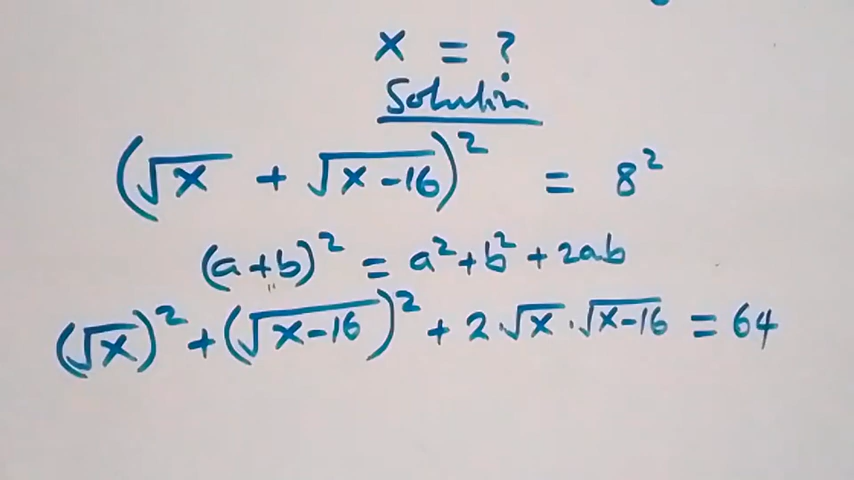 x = ?
Solution
(√x + √x-16)² = 8²
(a+b)² = a²+b²+2ab
(√x)²+(√x-16)²+2·√x·√x-16 = 64